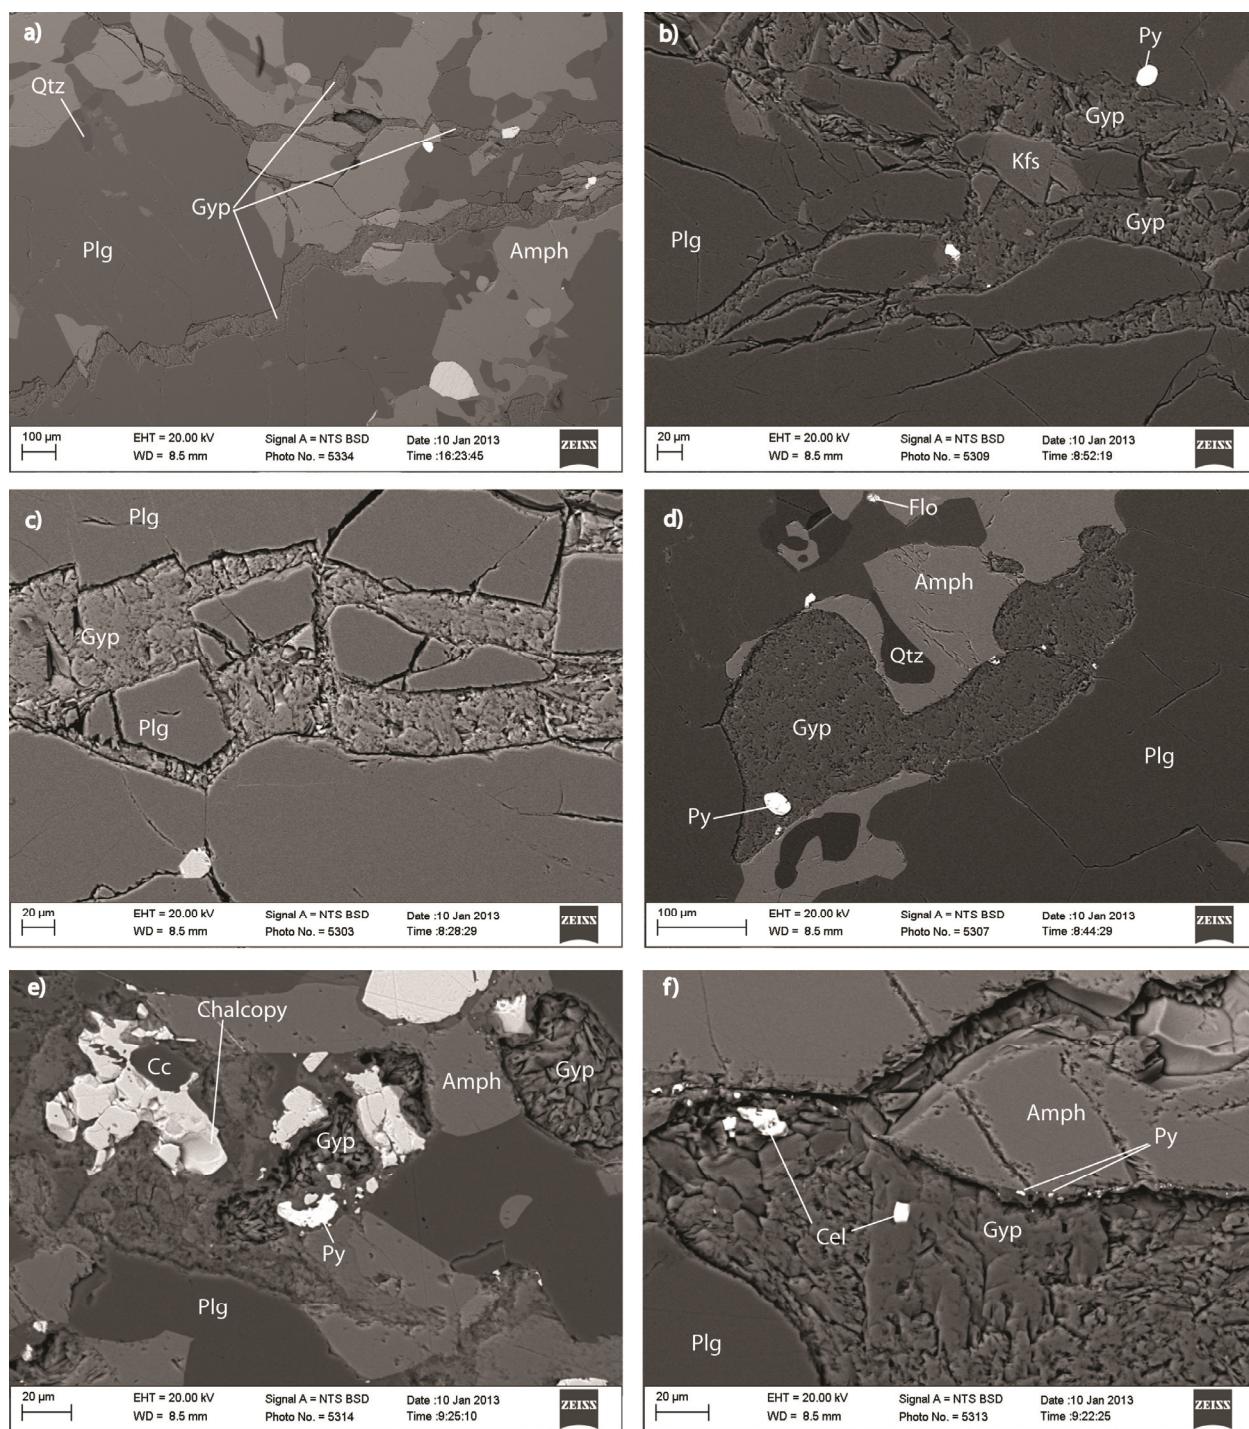 a)
Qtz
Gyp
Plg
Amph
100 µm
EHT = 20.00 kV
Signal A = NTS BSD
Date :10 Jan 2013
WD = 8.5 mm
Photo No. = 5334
Time :16:23:45
ZEISS
b)
Py
Gyp
Kfs
Gyp
Plg
20 µm
EHT = 20.00 kV
Signal A = NTS BSD
Date :10 Jan 2013
WD = 8.5 mm
Photo No. = 5309
Time :8:52:19
ZEISS
c)
Plg
Gyp
Plg
20 µm
EHT = 20.00 kV
Signal A = NTS BSD
Date :10 Jan 2013
WD = 8.5 mm
Photo No. = 5303
Time :8:28:29
ZEISS
d)
Flo
Amph
Qtz
Gyp
Plg
Py
100 µm
EHT = 20.00 kV
Signal A = NTS BSD
Date :10 Jan 2013
WD = 8.5 mm
Photo No. = 5307
Time :8:44:29
ZEISS
e)
Chalcopy
Cc
Amph
Gyp
Gyp
Py
Plg
20 µm
EHT = 20.00 kV
Signal A = NTS BSD
Date :10 Jan 2013
WD = 8.5 mm
Photo No. = 5314
Time :9:25:10
ZEISS
f)
Amph
Py
Cel
Gyp
Plg
20 µm
EHT = 20.00 kV
Signal A = NTS BSD
Date :10 Jan 2013
WD = 8.5 mm
Photo No. = 5313
Time :9:22:25
ZEISS